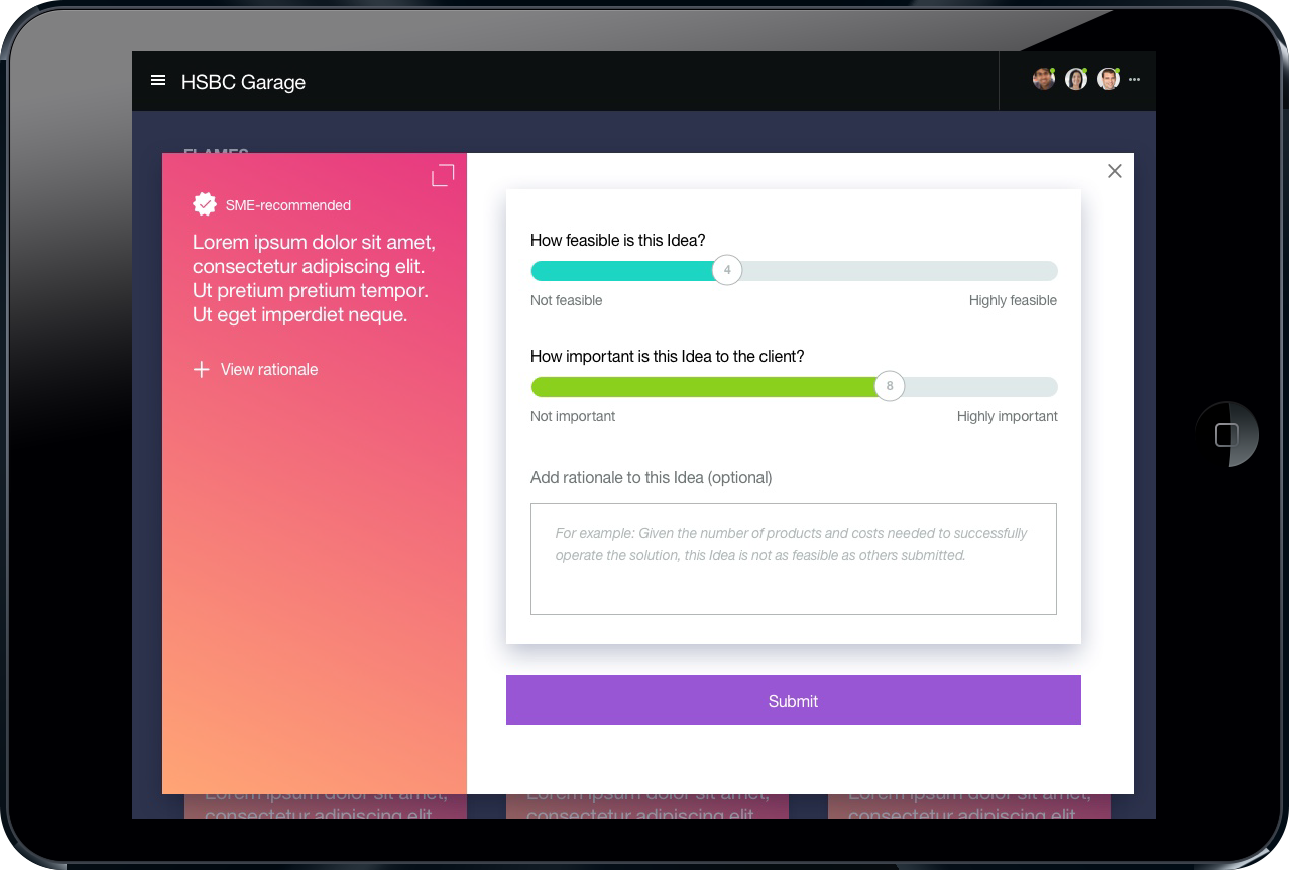 HSBC Garage
FLAMES
SME-recommended
Lorem ipsum dolor sit amet,
consectetur adipiscing elit.
Ut pretium pretium tempor.
Ut eget imperdiet neque.
View rationale
How feasible is this Idea?
4
Not feasible Highly feasible
How important is this Idea to the client?
8
Not important Highly important
Add rationale to this Idea (optional)
For example: Given the number of products and costs needed to successfully
operate the solution, this Idea is not as feasible as others submitted.
Submit
Lorem ipsum dolor sit amet, Lorem ipsum dolor sit amet, Lorem ipsum dolor sit amet,
consectetur adipiscing elit. consectetur adipiscing elit. consectetur adipiscing elit.